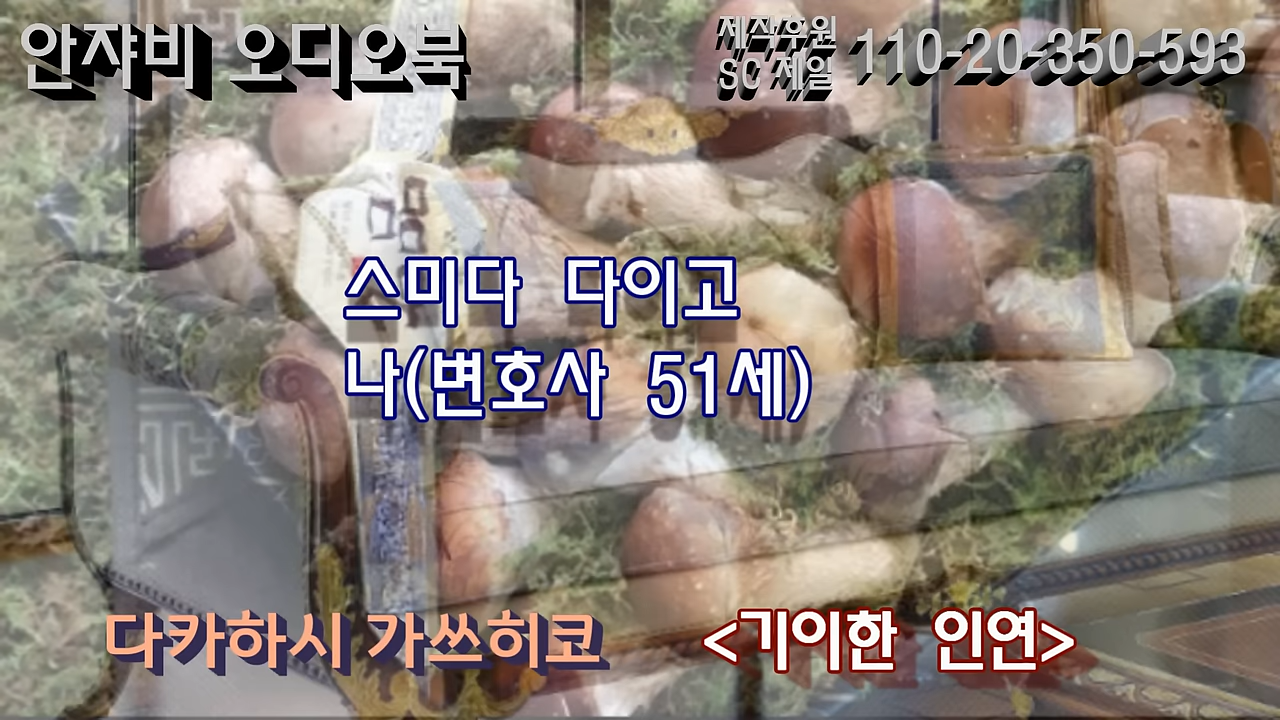 안쟈비 오디오북
제작후원
SC 제일
110-20-350-593
스미다 다이고
나(변호사 51세)
다카하시 가쓰히코
<기이한 인연>